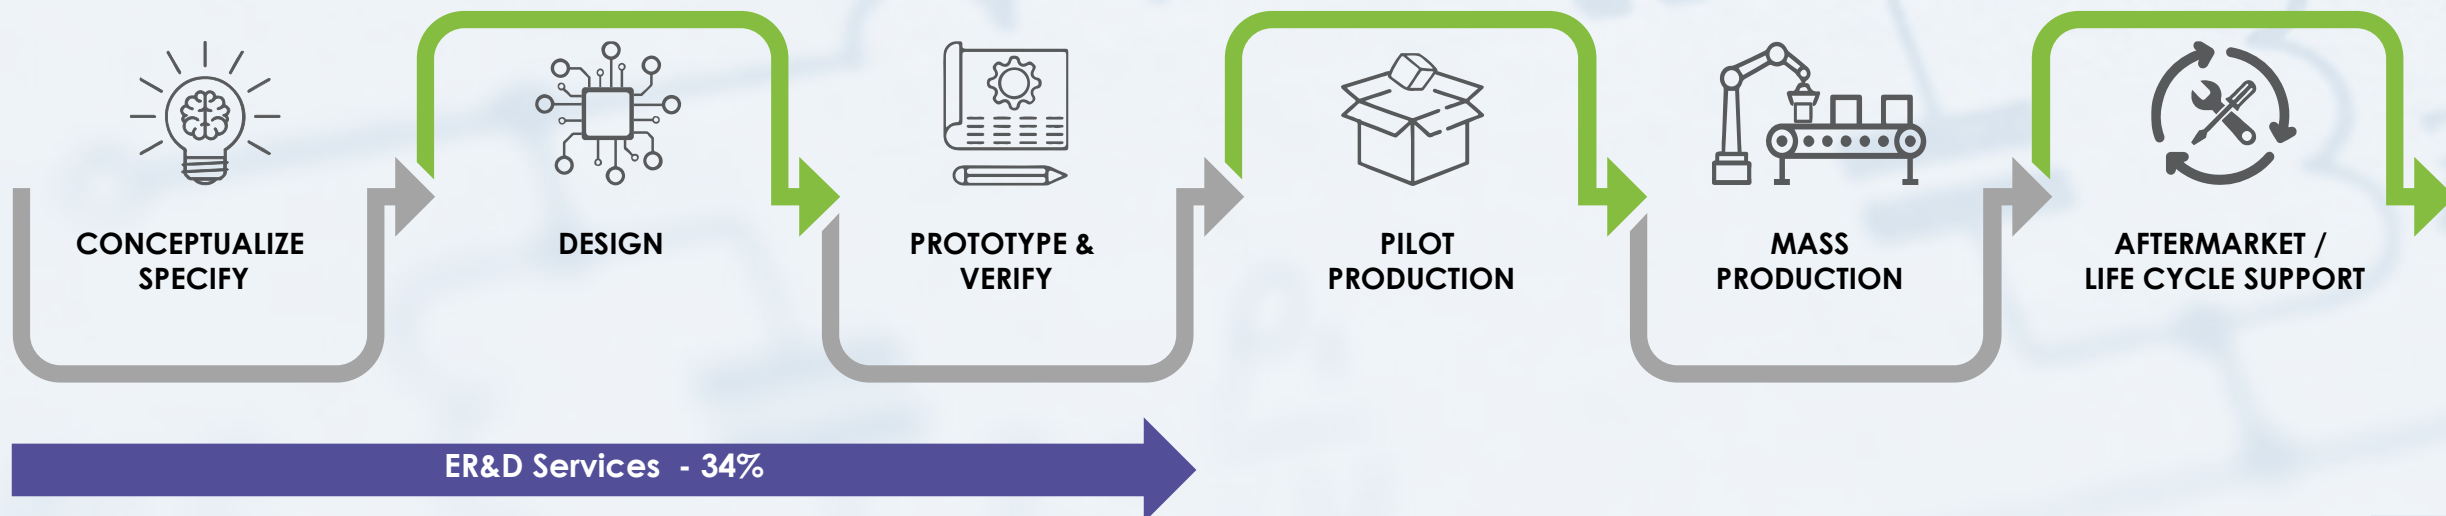 CONCEPTUALIZE
SPECIFY
DESIGN
PROTOTYPE &
VERIFY
PILOT
PRODUCTION
MASS
PRODUCTION
AFTERMARKET /
LIFE CYCLE SUPPORT
ER&D Services - 34%